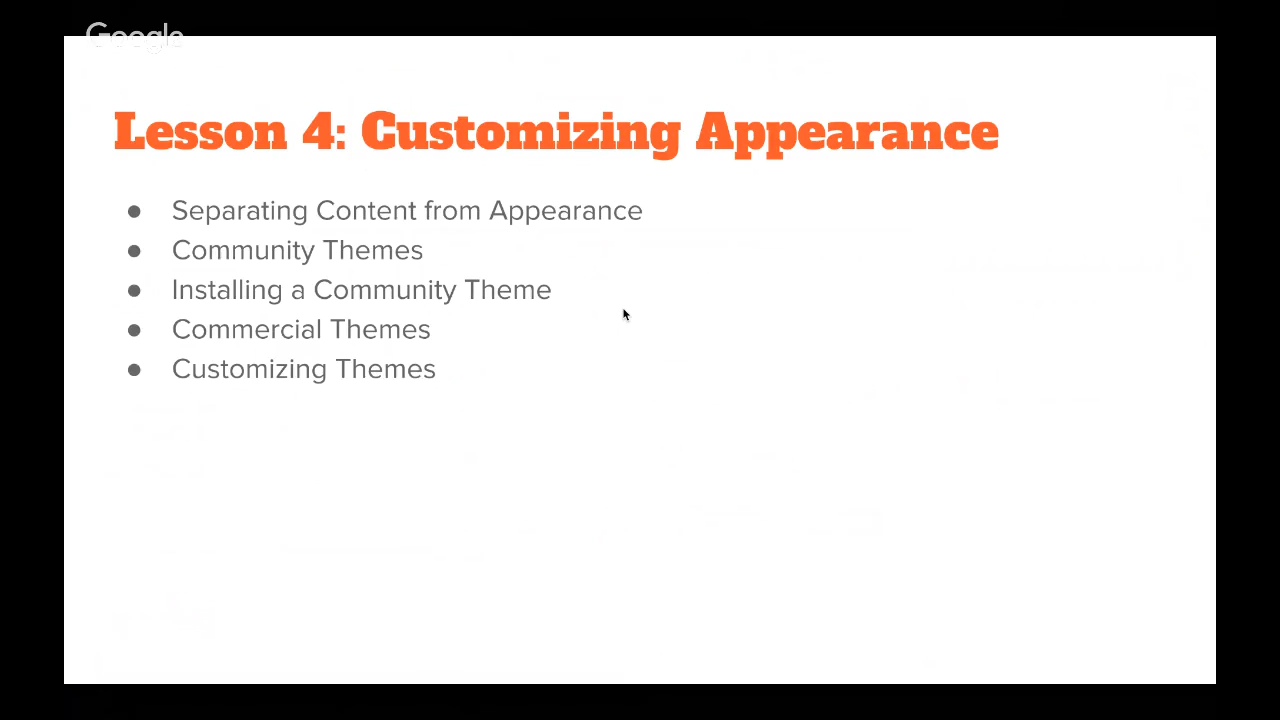 Google
Lesson 4: Customizing Appearance
● Separating Content from Appearance
● Community Themes
● Installing a Community Theme
● Commercial Themes
● Customizing Themes